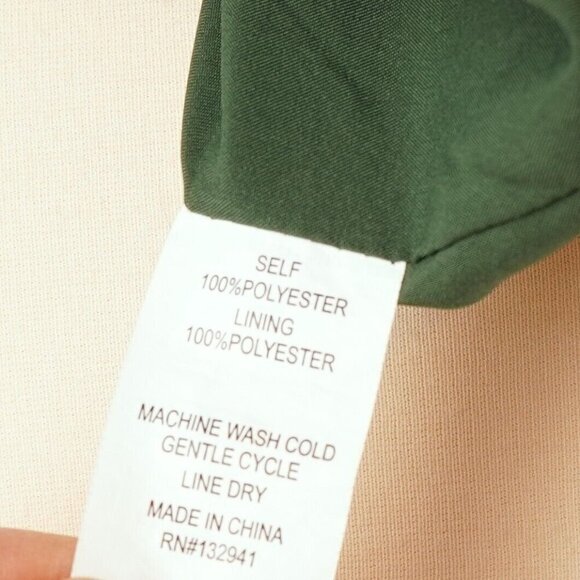 SELF
100%POLYESTER
LINING
100%POLYESTER
MACHINE WASH COLD
GENTLE CYCLE
LINE DRY
MADE IN CHINA
RN#132941